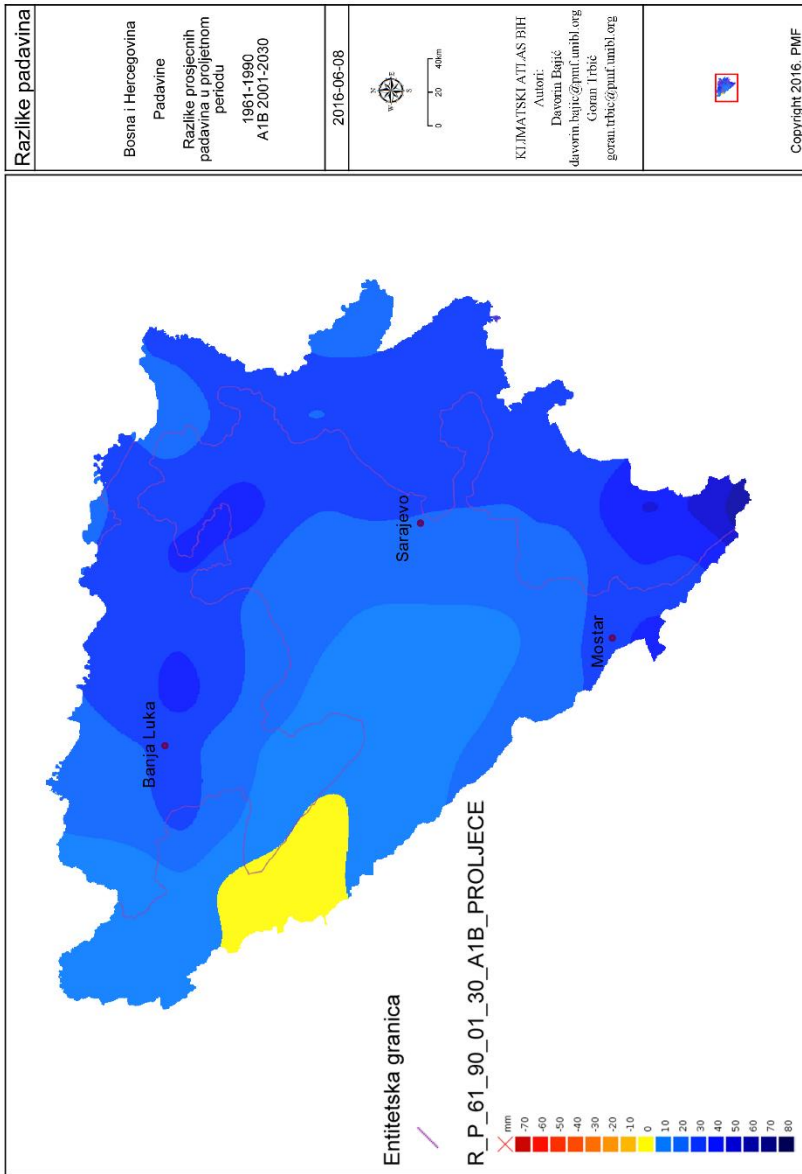 Razlike padavina
Bosna i Hercegovina
Padavine
Razlike prosjecnih
padavina u proljetnom
periodu
1961-1990
A1B 2001-2030
2016-06-08
N
W E
S
0 20 40km
KLIMATSKI ATLAS BIH
Autori:
Davorin Bajić
davorin.bajic@pmf.unibl.org
Goran Trbić
goran.trbic@pmf.unibl.org
Copyright 2016. PMF
Banja Luka
Sarajevo
Mostar
Entitetska granica
R_P_61_90_01_30_A1B_PROLJECE
mm
-70
-60
-50
-40
-30
-20
-10
0
10
20
30
40
50
60
70
80